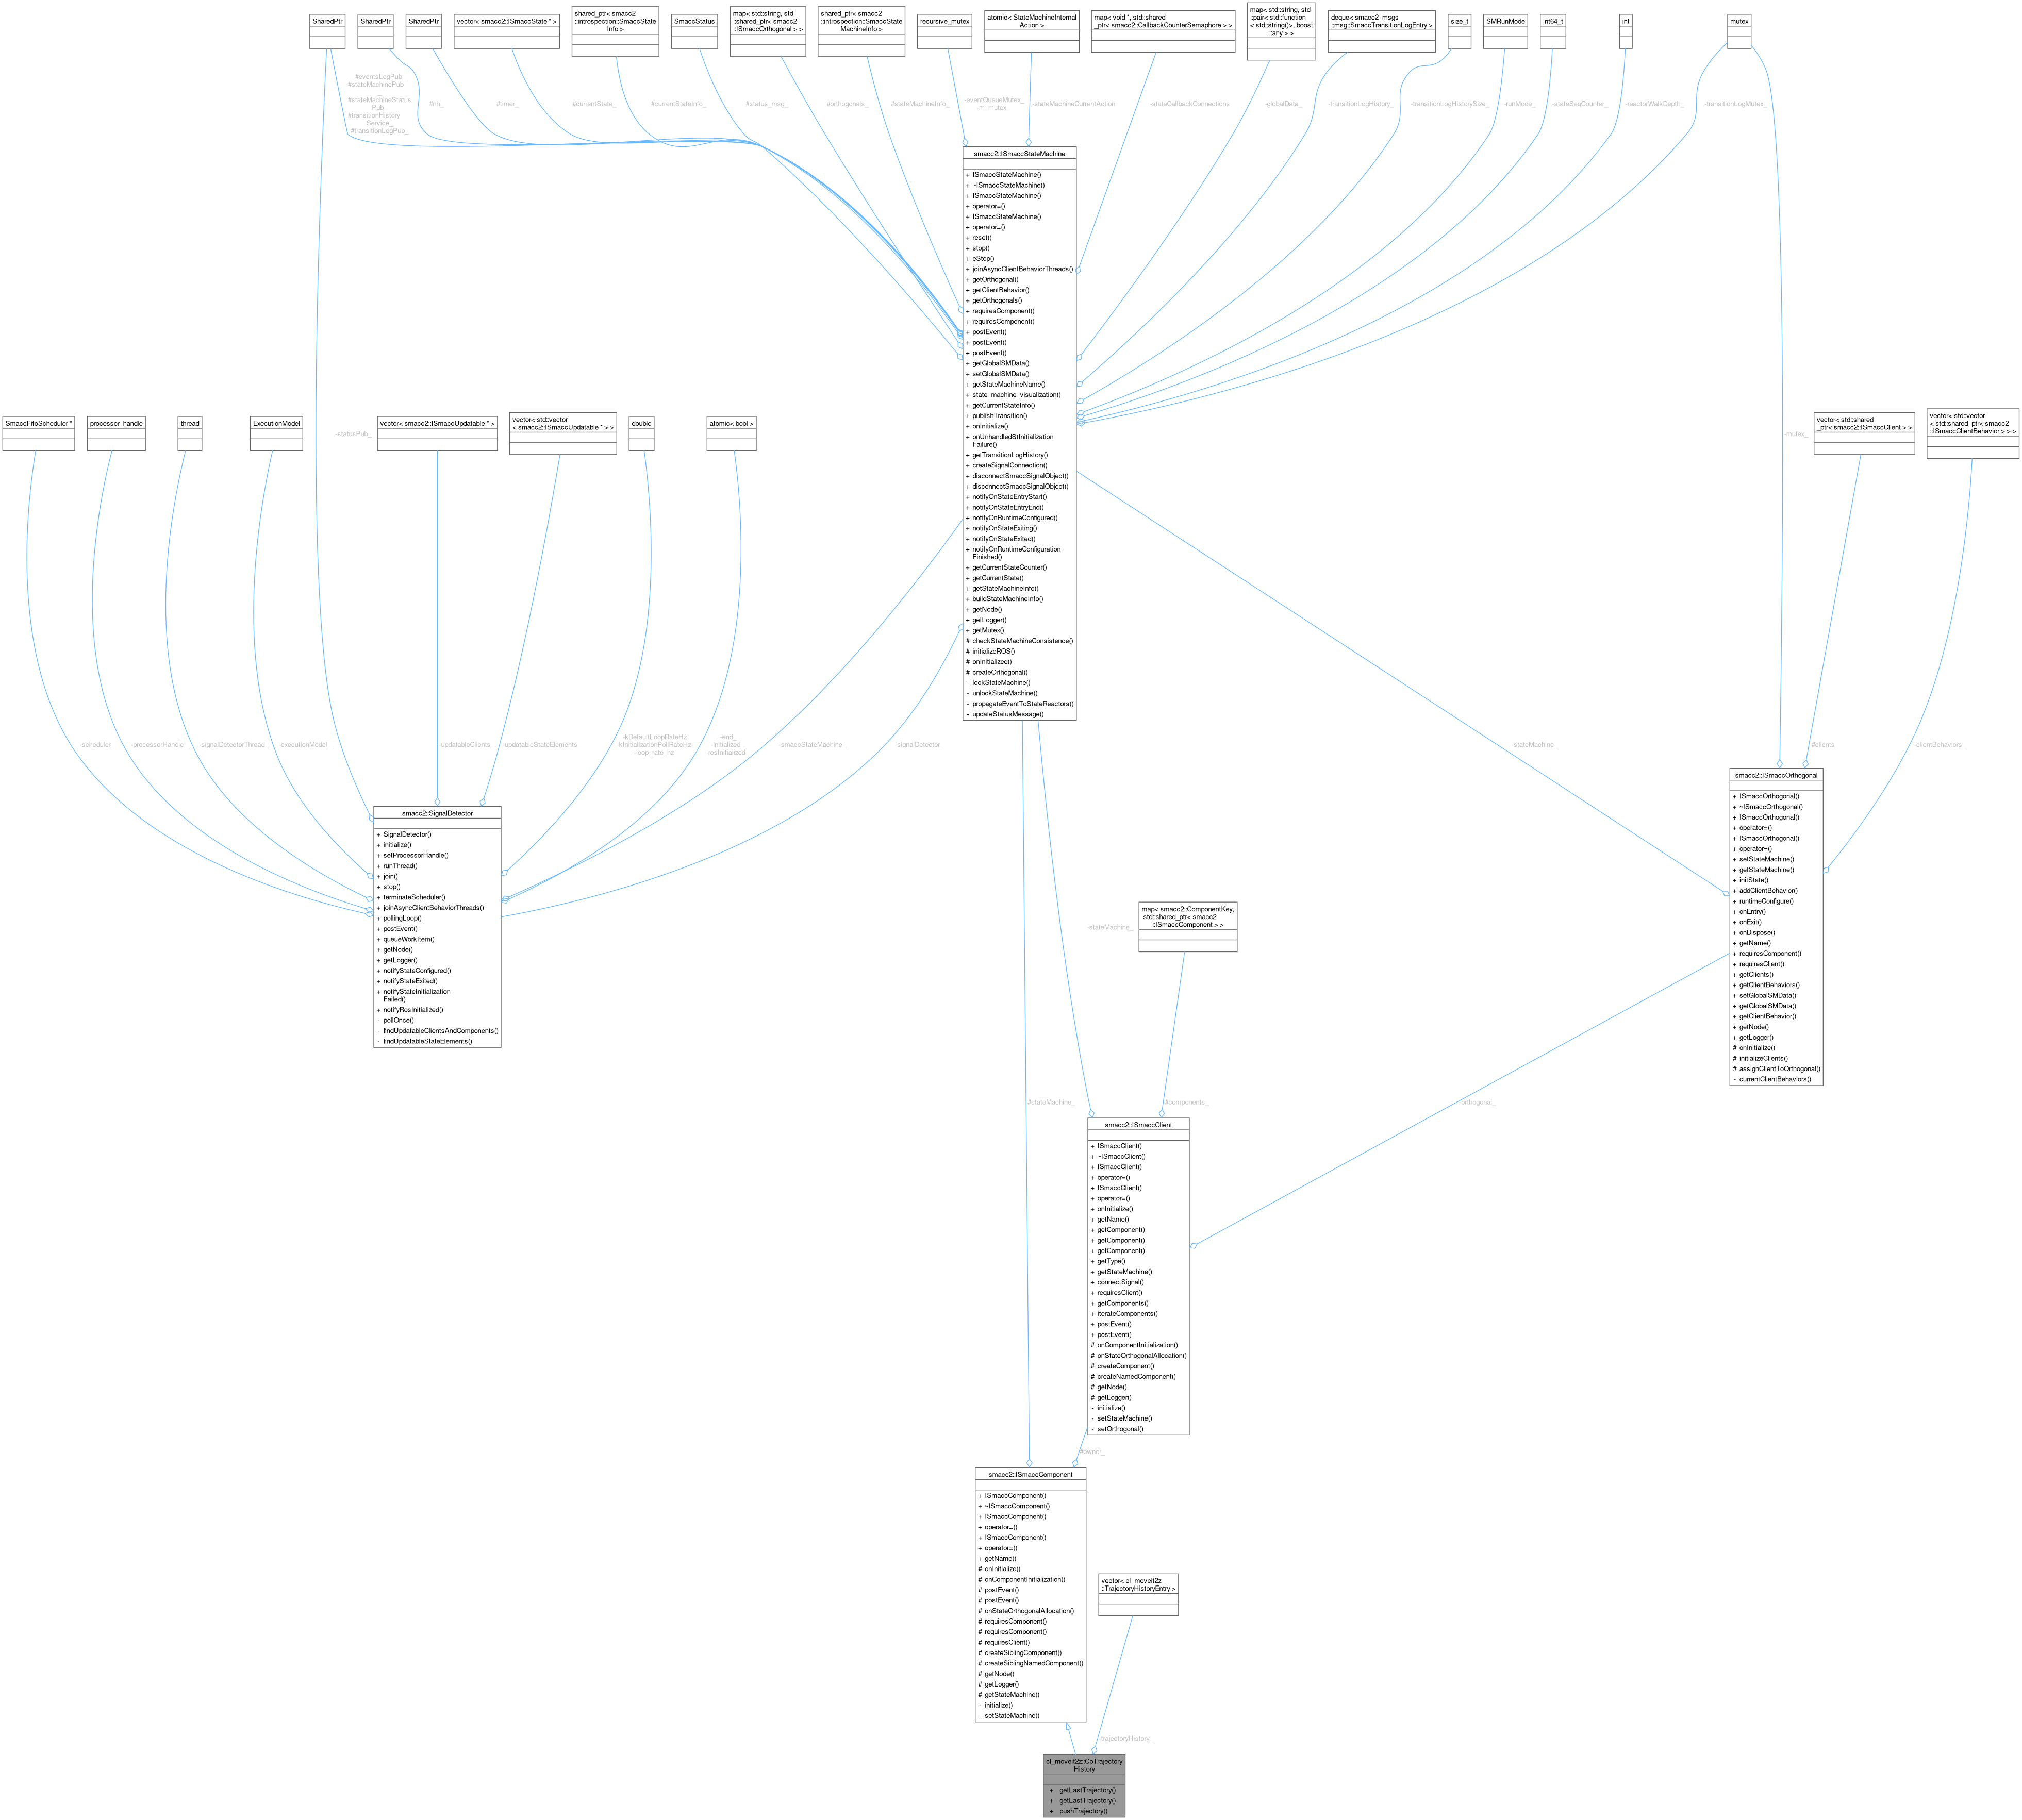 SharedPtr
SharedPtr
SharedPtr
vector< smacc2::ISmaccState * >
shared_ptr< smacc2
::introspection::SmaccState
Info >
SmaccStatus
map< std::string, std
::shared_ptr< smacc2
::ISmaccOrthogonal > >
shared_ptr< smacc2
::introspection::SmaccState
MachineInfo >
recursive_mutex
atomic< StateMachineInternal
Action >
map< void *, std::shared
_ptr< smacc2::CallbackCounterSemaphore > >
map< std::string, std
::pair< std::function
< std::string()>, boost
::any > >
deque< smacc2_msgs
::msg::SmaccTransitionLogEntry >
size_t
SMRunMode
int64_t
int
mutex
#eventsLogPub_
#stateMachinePub
_
#stateMachineStatus
Pub_
#transitionHistory
Service_
#transitionLogPub_
#nh_
#timer_
#currentState_
#currentStateInfo_
#status_msg_
#orthogonals_
#stateMachineInfo_
-eventQueueMutex_
-m_mutex_
-stateMachineCurrentAction
-stateCallbackConnections
-globalData_
-transitionLogHistory_
-transitionLogHistorySize_
-runMode_
-stateSeqCounter_
-reactorWalkDepth_
-transitionLogMutex_
smacc2::ISmaccStateMachine
+ ISmaccStateMachine()
+ ~ISmaccStateMachine()
+ ISmaccStateMachine()
+ operator=()
+ ISmaccStateMachine()
+ operator=()
+ reset()
+ stop()
+ eStop()
+ joinAsyncClientBehaviorThreads()
+ getOrthogonal()
+ getClientBehavior()
+ getOrthogonals()
+ requiresComponent()
+ requiresComponent()
+ postEvent()
+ postEvent()
+ postEvent()
+ getGlobalSMData()
+ setGlobalSMData()
+ getStateMachineName()
+ state_machine_visualization()
+ getCurrentStateInfo()
+ publishTransition()
+ onInitialize()
+ onUnhandledStInitialization
Failure()
+ getTransitionLogHistory()
+ createSignalConnection()
+ disconnectSmaccSignalObject()
+ disconnectSmaccSignalObject()
+ notifyOnStateEntryStart()
+ notifyOnStateEntryEnd()
+ notifyOnRuntimeConfigured()
+ notifyOnStateExiting()
+ notifyOnStateExited()
+ notifyOnRuntimeConfiguration
Finished()
+ getCurrentStateCounter()
+ getCurrentState()
+ getStateMachineInfo()
+ buildStateMachineInfo()
+ getNode()
+ getLogger()
+ getMutex()
# checkStateMachineConsistence()
# initializeROS()
# onInitialized()
# createOrthogonal()
- lockStateMachine()
- unlockStateMachine()
- propagateEventToStateReactors()
- updateStatusMessage()
SmaccFifoScheduler *
processor_handle
thread
ExecutionModel
vector< smacc2::ISmaccUpdatable * >
vector< std::vector
< smacc2::ISmaccUpdatable * > >
double
atomic< bool >
-statusPub_
-mutex_
vector< std::shared
_ptr< smacc2::ISmaccClient > >
vector< std::vector
< std::shared_ptr< smacc2
::ISmaccClientBehavior > > >
-scheduler_
-processorHandle_
-signalDetectorThread_
-executionModel_
-updatableClients_
-updatableStateElements_
-kDefaultLoopRateHz
-kInitializationPollRateHz
-loop_rate_hz
-end_
-initialized_
-rosInitialized_
-smaccStateMachine_
-signalDetector_
-stateMachine_
#clients_
-clientBehaviors_
smacc2::SignalDetector
+ SignalDetector()
+ initialize()
+ setProcessorHandle()
+ runThread()
+ join()
+ stop()
+ terminateScheduler()
+ joinAsyncClientBehaviorThreads()
+ pollingLoop()
+ postEvent()
+ queueWorkItem()
+ getNode()
+ getLogger()
+ notifyStateConfigured()
+ notifyStateExited()
+ notifyStateInitialization
Failed()
+ notifyRosInitialized()
- pollOnce()
- findUpdatableClientsAndComponents()
- findUpdatableStateElements()
smacc2::ISmaccOrthogonal
+ ISmaccOrthogonal()
+ ~ISmaccOrthogonal()
+ ISmaccOrthogonal()
+ operator=()
+ ISmaccOrthogonal()
+ operator=()
+ setStateMachine()
+ getStateMachine()
+ initState()
+ addClientBehavior()
+ runtimeConfigure()
+ onEntry()
+ onExit()
+ onDispose()
+ getName()
+ requiresComponent()
+ requiresClient()
+ getClients()
+ getClientBehaviors()
+ setGlobalSMData()
+ getGlobalSMData()
+ getClientBehavior()
+ getNode()
+ getLogger()
# onInitialize()
# initializeClients()
# assignClientToOrthogonal()
- currentClientBehaviors()
-stateMachine_
map< smacc2::ComponentKey,
std::shared_ptr< smacc2
::ISmaccComponent > >
#stateMachine_
#components_
-orthogonal_
smacc2::ISmaccClient
+ ISmaccClient()
+ ~ISmaccClient()
+ ISmaccClient()
+ operator=()
+ ISmaccClient()
+ operator=()
+ onInitialize()
+ getName()
+ getComponent()
+ getComponent()
+ getComponent()
+ getType()
+ getStateMachine()
+ connectSignal()
+ requiresClient()
+ getComponents()
+ iterateComponents()
+ postEvent()
+ postEvent()
# onComponentInitialization()
# onStateOrthogonalAllocation()
# createComponent()
# createNamedComponent()
# getNode()
# getLogger()
- initialize()
- setStateMachine()
- setOrthogonal()
#owner_
smacc2::ISmaccComponent
+ ISmaccComponent()
+ ~ISmaccComponent()
+ ISmaccComponent()
+ operator=()
+ ISmaccComponent()
+ operator=()
+ getName()
# onInitialize()
# onComponentInitialization()
# postEvent()
# postEvent()
# onStateOrthogonalAllocation()
# requiresComponent()
# requiresComponent()
# requiresClient()
# createSiblingComponent()
# createSiblingNamedComponent()
# getNode()
# getLogger()
# getStateMachine()
- initialize()
- setStateMachine()
vector< cl_moveit2z
::TrajectoryHistoryEntry >
-trajectoryHistory_
cl_moveit2z::CpTrajectory
History
+ getLastTrajectory()
+ getLastTrajectory()
+ pushTrajectory()